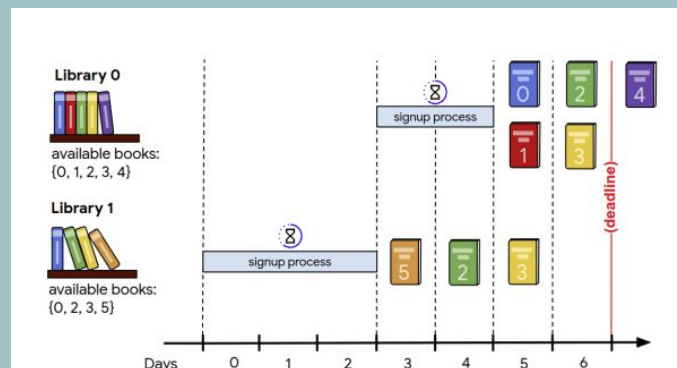 Library 0
available books:
{0, 1, 2, 3, 4}
signup process
0
2
4
1
3
(deadline)
Library 1
available books:
{0, 2, 3, 5}
signup process
5
2
3
Days 0 1 2 3 4 5 6